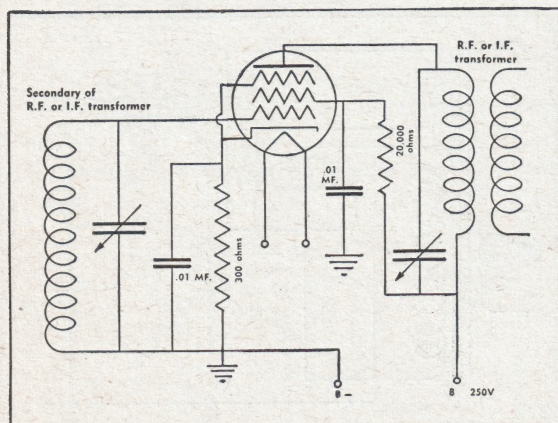 Secondary of
R.F. or I.F. transformer
R.F. or I.F.
transformer
20,000
ohms
.01
MF.
.01 MF.
300 ohms
B -
B 250V